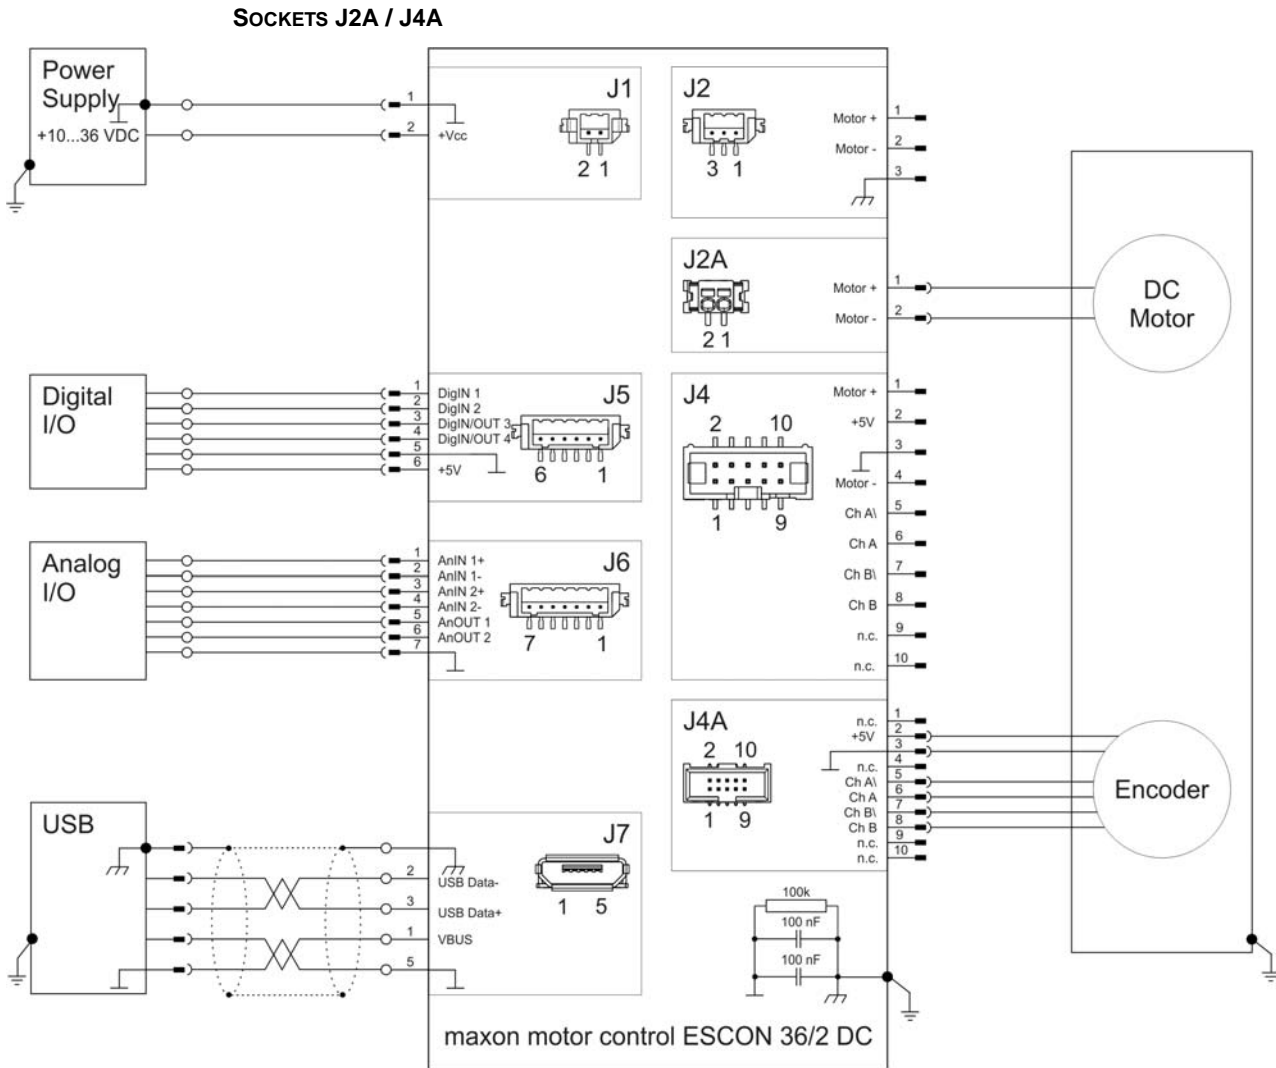 SOCKETS J2A / J4A
Power
Supply
+10...36 VDC
1
2
+Vcc
J1
2 1
J2
3 1
Motor +
Motor -
1
2
3
J2A
2 1
Motor +
Motor -
1
2
DC
Motor
Digital
I/O
1
2
3
4
5
6
DigIN 1
DigIN 2
DigIN/OUT 3
DigIN/OUT 4
+5V
J5
6 1
J4
2 10
1 9
Motor +
+5V
Motor -
Ch A\
Ch A
Ch B\
Ch B
n.c.
n.c.
1
2
3
4
5
6
7
8
9
10
Analog
I/O
1
2
3
4
5
6
7
AnIN 1+
AnIN 1-
AnIN 2+
AnIN 2-
AnOUT 1
AnOUT 2
J6
7 1
J4A
2 10
1 9
n.c.
+5V
n.c.
Ch A\
Ch A
Ch B\
Ch B
n.c.
n.c.
1
2
3
4
5
6
7
8
9
10
Encoder
USB
2
3
1
5
USB Data-
USB Data+
VBUS
J7
1 5
100k
100 nF
100 nF
maxon motor control ESCON 36/2 DC